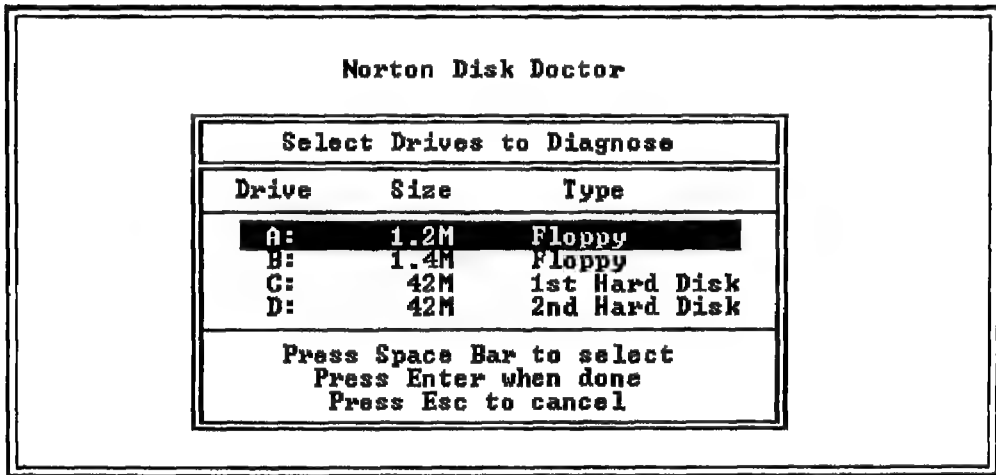 Norton Disk Doctor
Select Drives to Diagnose
Drive Size Type
A: 1.2M Floppy
B: 1.4M Floppy
C: 42M 1st Hard Disk
D: 42M 2nd Hard Disk
Press Space Bar to select
Press Enter when done
Press Esc to cancel